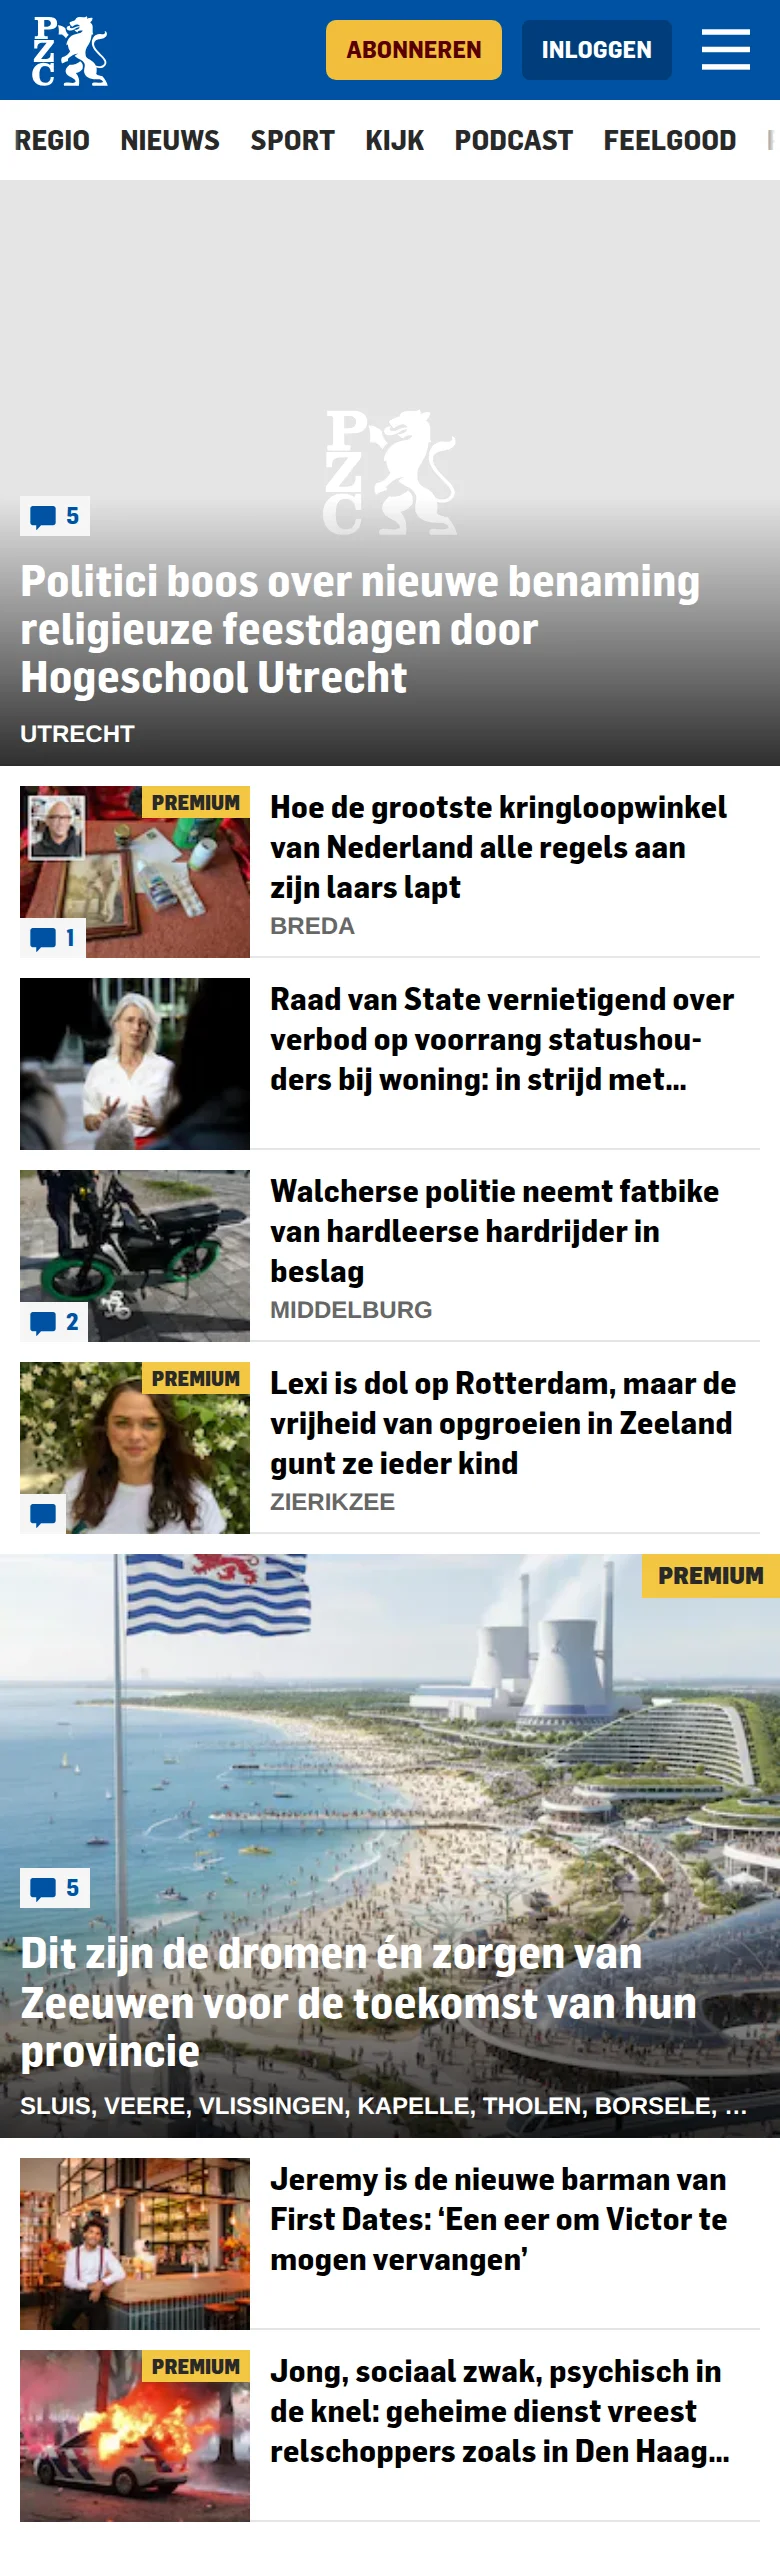 PZC
ABONNEREN
INLOGGEN
REGIO NIEUWS SPORT KIJK PODCAST FEELGOOD
PZC
5
Politici boos over nieuwe benaming
religieuze feestdagen door
Hogeschool Utrecht
UTRECHT
PREMIUM
1
Hoe de grootste kringloopwinkel
van Nederland alle regels aan
zijn laars lapt
BREDA
Raad van State vernietigend over
verbod op voorrang statushou-
ders bij woning: in strijd met...
2
Walcherse politie neemt fatbike
van hardleerse hardrijder in
beslag
MIDDELBURG
PREMIUM
Lexi is dol op Rotterdam, maar de
vrijheid van opgroeien in Zeeland
gunt ze ieder kind
ZIERIKZEE
PREMIUM
5
Dit zijn de dromen én zorgen van
Zeeuwen voor de toekomst van hun
provincie
SLUIS, VEERE, VLISSINGEN, KAPELLE, THOLEN, BORSELE, ...
Jeremy is de nieuwe barman van
First Dates: ‘Een eer om Victor te
mogen vervangen’
PREMIUM
Jong, sociaal zwak, psychisch in
de knel: geheime dienst vreest
relschoppers zoals in Den Haag...